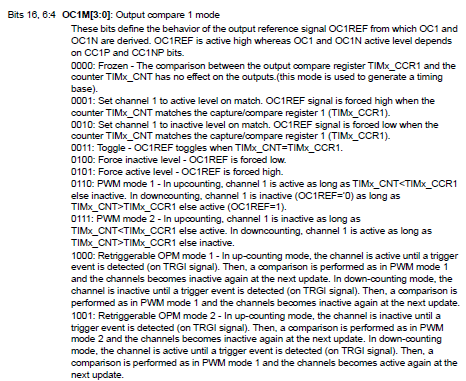 Bits 16, 6:4 OC1M[3:0]: Output compare 1 mode
These bits define the behavior of the output reference signal OC1REF from which OC1 and
OC1N are derived. OC1REF is active high whereas OC1 and OC1N active level depends
on CC1P and CC1NP bits.
0000: Frozen - The comparison between the output compare register TIMx_CCR1 and the
counter TIMx_CNT has no effect on the outputs.(this mode is used to generate a timing
base).
0001: Set channel 1 to active level on match. OC1REF signal is forced high when the
counter TIMx_CNT matches the capture/compare register 1 (TIMx_CCR1).
0010: Set channel 1 to inactive level on match. OC1REF signal is forced low when the
counter TIMx_CNT matches the capture/compare register 1 (TIMx_CCR1).
0011: Toggle - OC1REF toggles when TIMx_CNT=TIMx_CCR1.
0100: Force inactive level - OC1REF is forced low.
0101: Force active level - OC1REF is forced high.
0110: PWM mode 1 - In upcounting, channel 1 is active as long as TIMx_CNT<TIMx_CCR1
else inactive. In downcounting, channel 1 is inactive (OC1REF='0) as long as
TIMx_CNT>TIMx_CCR1 else active (OC1REF=1).
0111: PWM mode 2 - In upcounting, channel 1 is inactive as long as
TIMx_CNT<TIMx_CCR1 else active. In downcounting, channel 1 is active as long as
TIMx_CNT>TIMx_CCR1 else inactive.
1000: Retriggerable OPM mode 1 - In up-counting mode, the channel is active until a trigger
event is detected (on TRGI signal). Then, a comparison is performed as in PWM mode 1
and the channels becomes inactive again at the next update. In down-counting mode, the
channel is inactive until a trigger event is detected (on TRGI signal). Then, a comparison is
performed as in PWM mode 1 and the channels becomes inactive again at the next update.
1001: Retriggerable OPM mode 2 - In up-counting mode, the channel is inactive until a
trigger event is detected (on TRGI signal). Then, a comparison is performed as in PWM
mode 2 and the channels becomes inactive again at the next update. In down-counting
mode, the channel is active until a trigger event is detected (on TRGI signal). Then, a
comparison is performed as in PWM mode 1 and the channels becomes active again at the
next update.